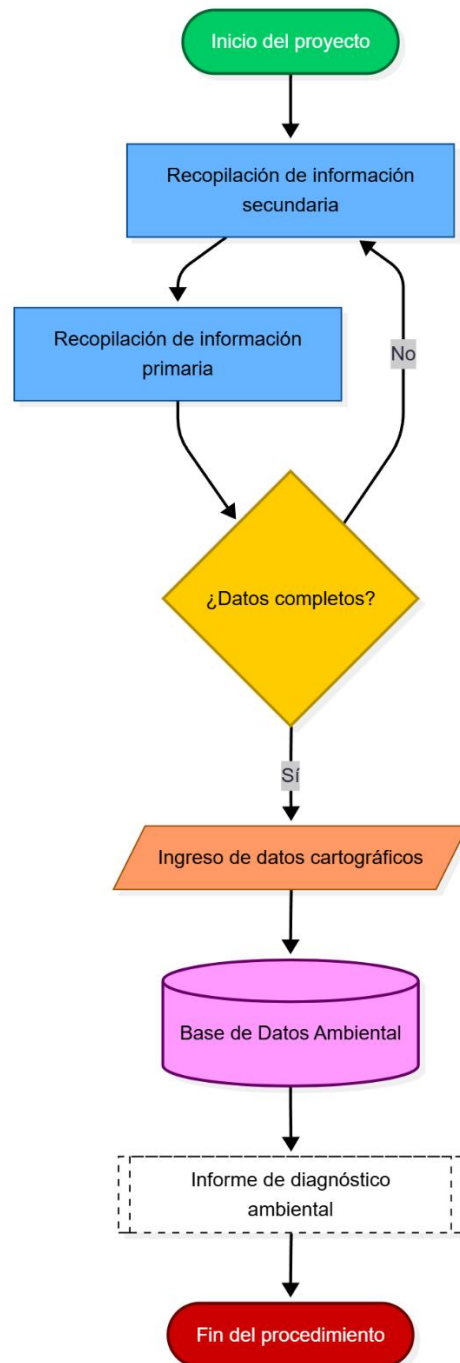 Inicio del proyecto
Recopilación de información
secundaria
Recopilación de información
primaria
No
¿Datos completos?
Sí
Ingreso de datos cartográficos
Base de Datos Ambiental
Informe de diagnóstico
ambiental
Fin del procedimiento